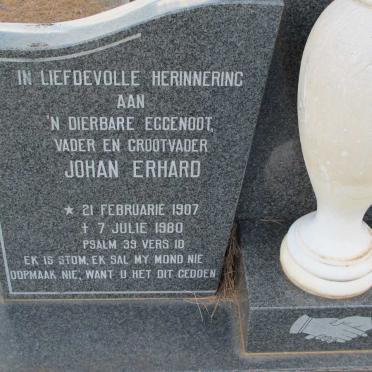 IN LIEFDEVOLLE HERINNERING
AAN
'N DIERBARE EGGENOOT,
VADER EN GROOTVADER
JOHAN ERHARD
* 21 FEBRUARIE 1907
† 7 JULIE 1980
PSALM 39 VERS 10
EK IS STOM, EK SAL MY MOND NIE
OOPMAAK NIE, WANT U HET DIT GEDOEN